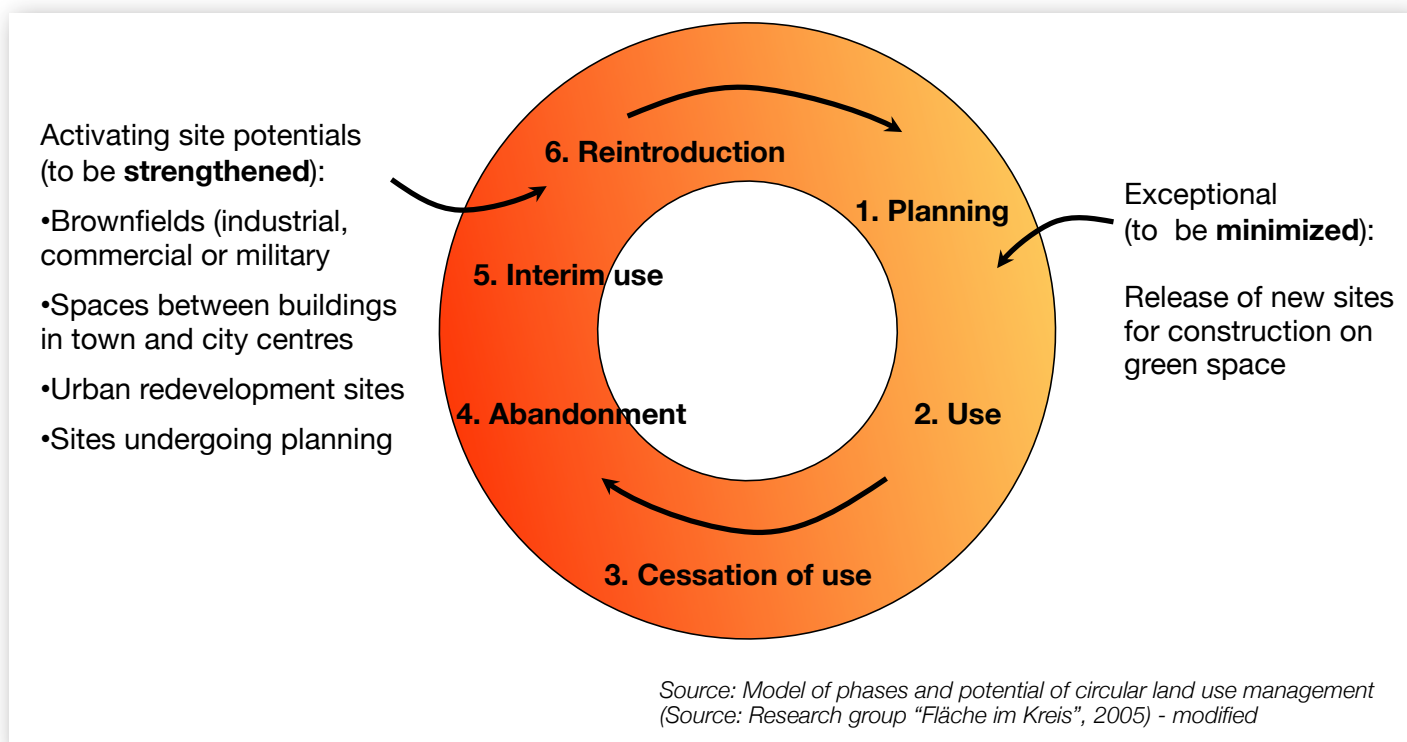 Activating site potentials
(to be strengthened):
•Brownfields (industrial,
commercial or military
•Spaces between buildings
in town and city centres
•Urban redevelopment sites
•Sites undergoing planning
6. Reintroduction
1. Planning
5. Interim use
4. Abandonment
2. Use
3. Cessation of use
Exceptional
(to be minimized):
Release of new sites
for construction on
green space
Source: Model of phases and potential of circular land use management
(Source: Research group “Fläche im Kreis”, 2005) - modified